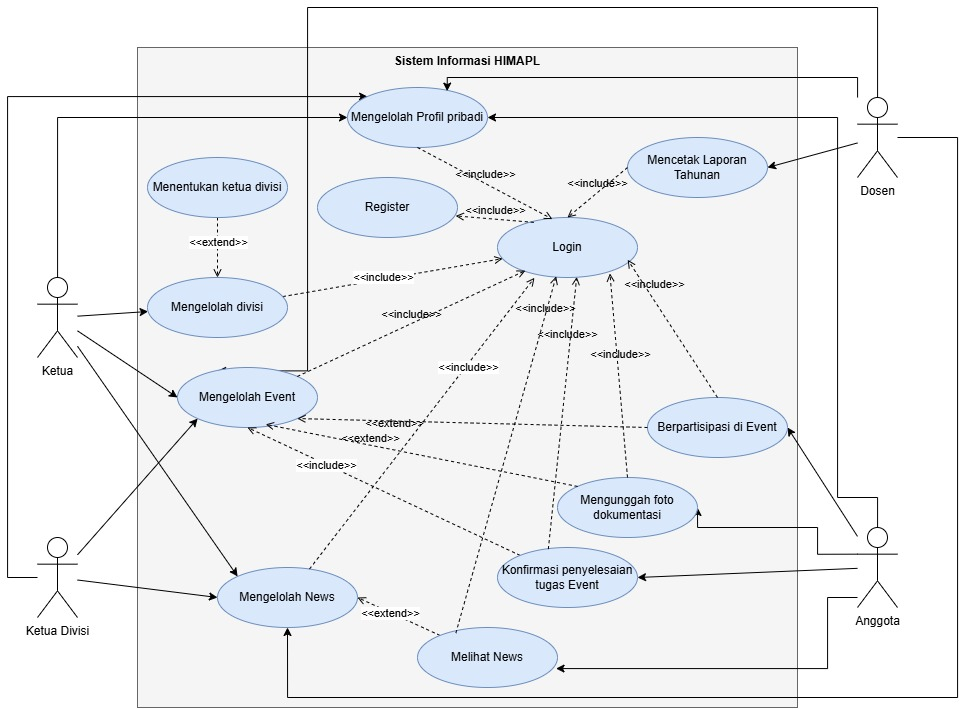 Sistem Informasi HIMAPL
Mengelolah Profil pribadi
Mencetak Laporan
Tahunan
<<include>>
<<include>>
Menentukan ketua divisi
Dosen
Register
<<include>>
<<extend>>
Login
<<include>>
<<include>>
Mengelolah divisi
<<include>>
<<include>>
<<include>>
<<include>>
Ketua
<<include>>
Mengelolah Event
<<extend>>
Berpartisipasi di Event
<<extend>>
<<include>>
Mengunggah foto
dokumentasi
Konfirmasi penyelesaian
tugas Event
Mengelolah News
<<extend>>
Anggota
Ketua Divisi
Melihat News